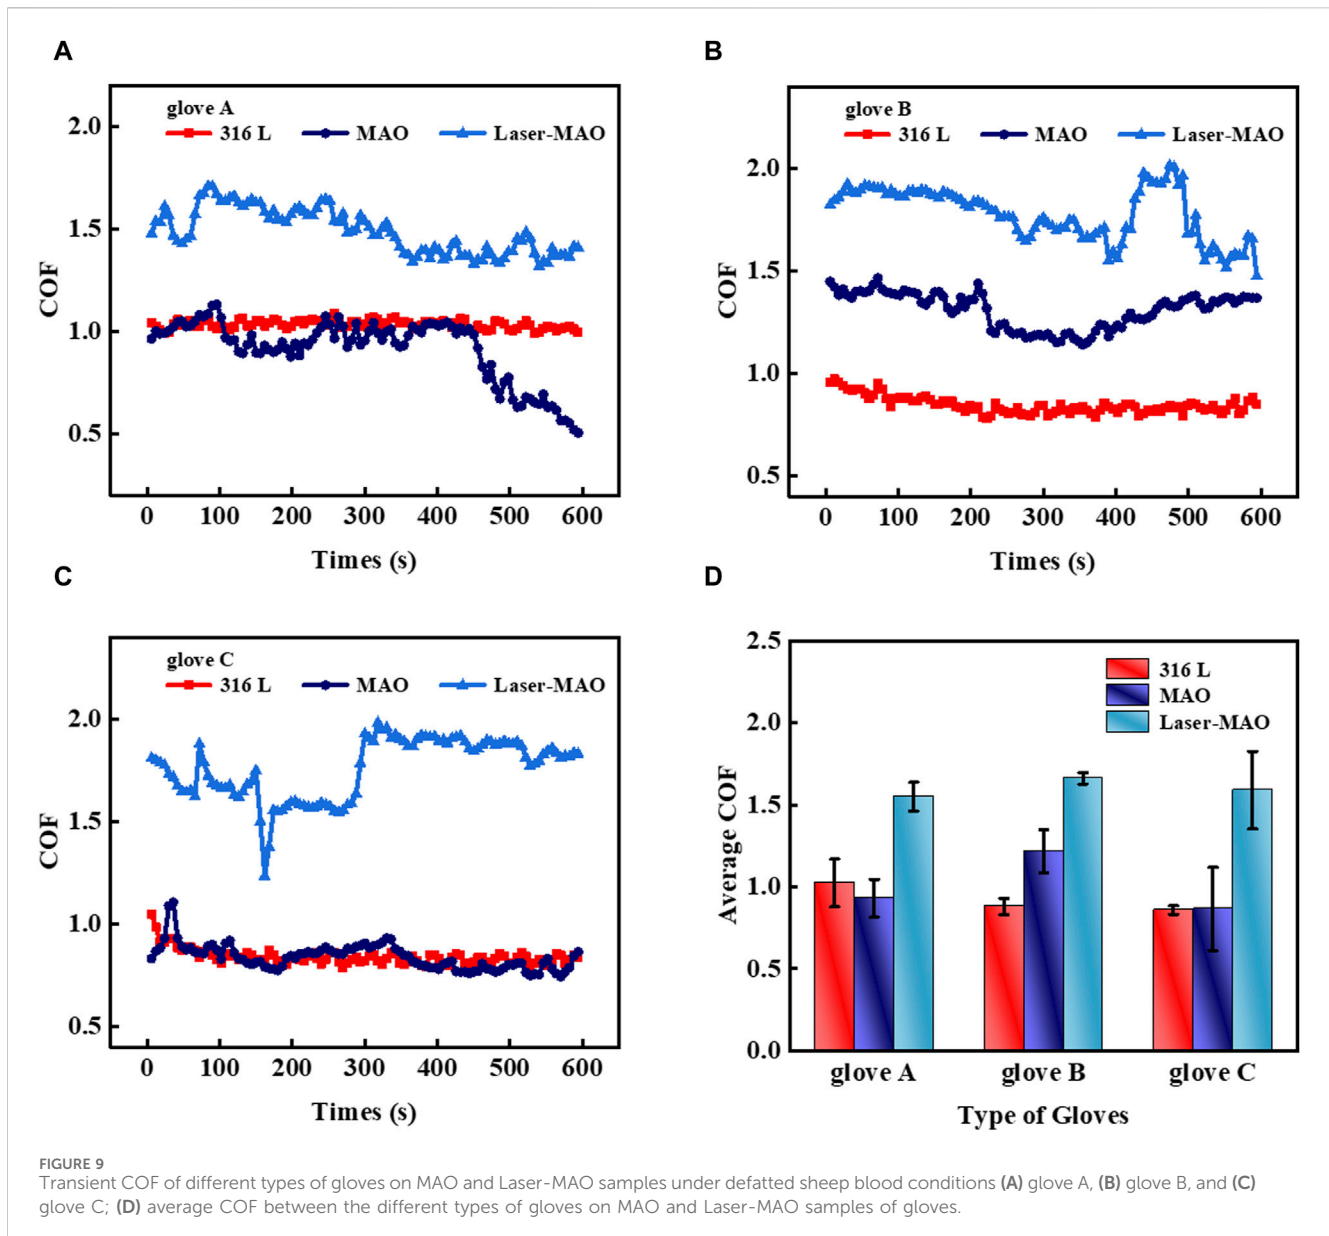 A
glove A
316 L MAO Laser-MAO
2.0
1.5
1.0
0.5
COF
0 100 200 300 400 500 600
Times (s)
B
glove B
316 L MAO Laser-MAO
2.0
1.5
1.0
0.5
COF
0 100 200 300 400 500 600
Times (s)
C
glove C
316 L MAO Laser-MAO
2.0
1.5
1.0
0.5
COF
0 100 200 300 400 500 600
Times (s)
D
2.5
2.0
1.5
1.0
0.5
0.0
Average COF
316 L
MAO
Laser-MAO
glove A glove B glove C
Type of Gloves
FIGURE 9
Transient COF of different types of gloves on MAO and Laser-MAO samples under defatted sheep blood conditions (A) glove A, (B) glove B, and (C)
glove C; (D) average COF between the different types of gloves on MAO and Laser-MAO samples of gloves.